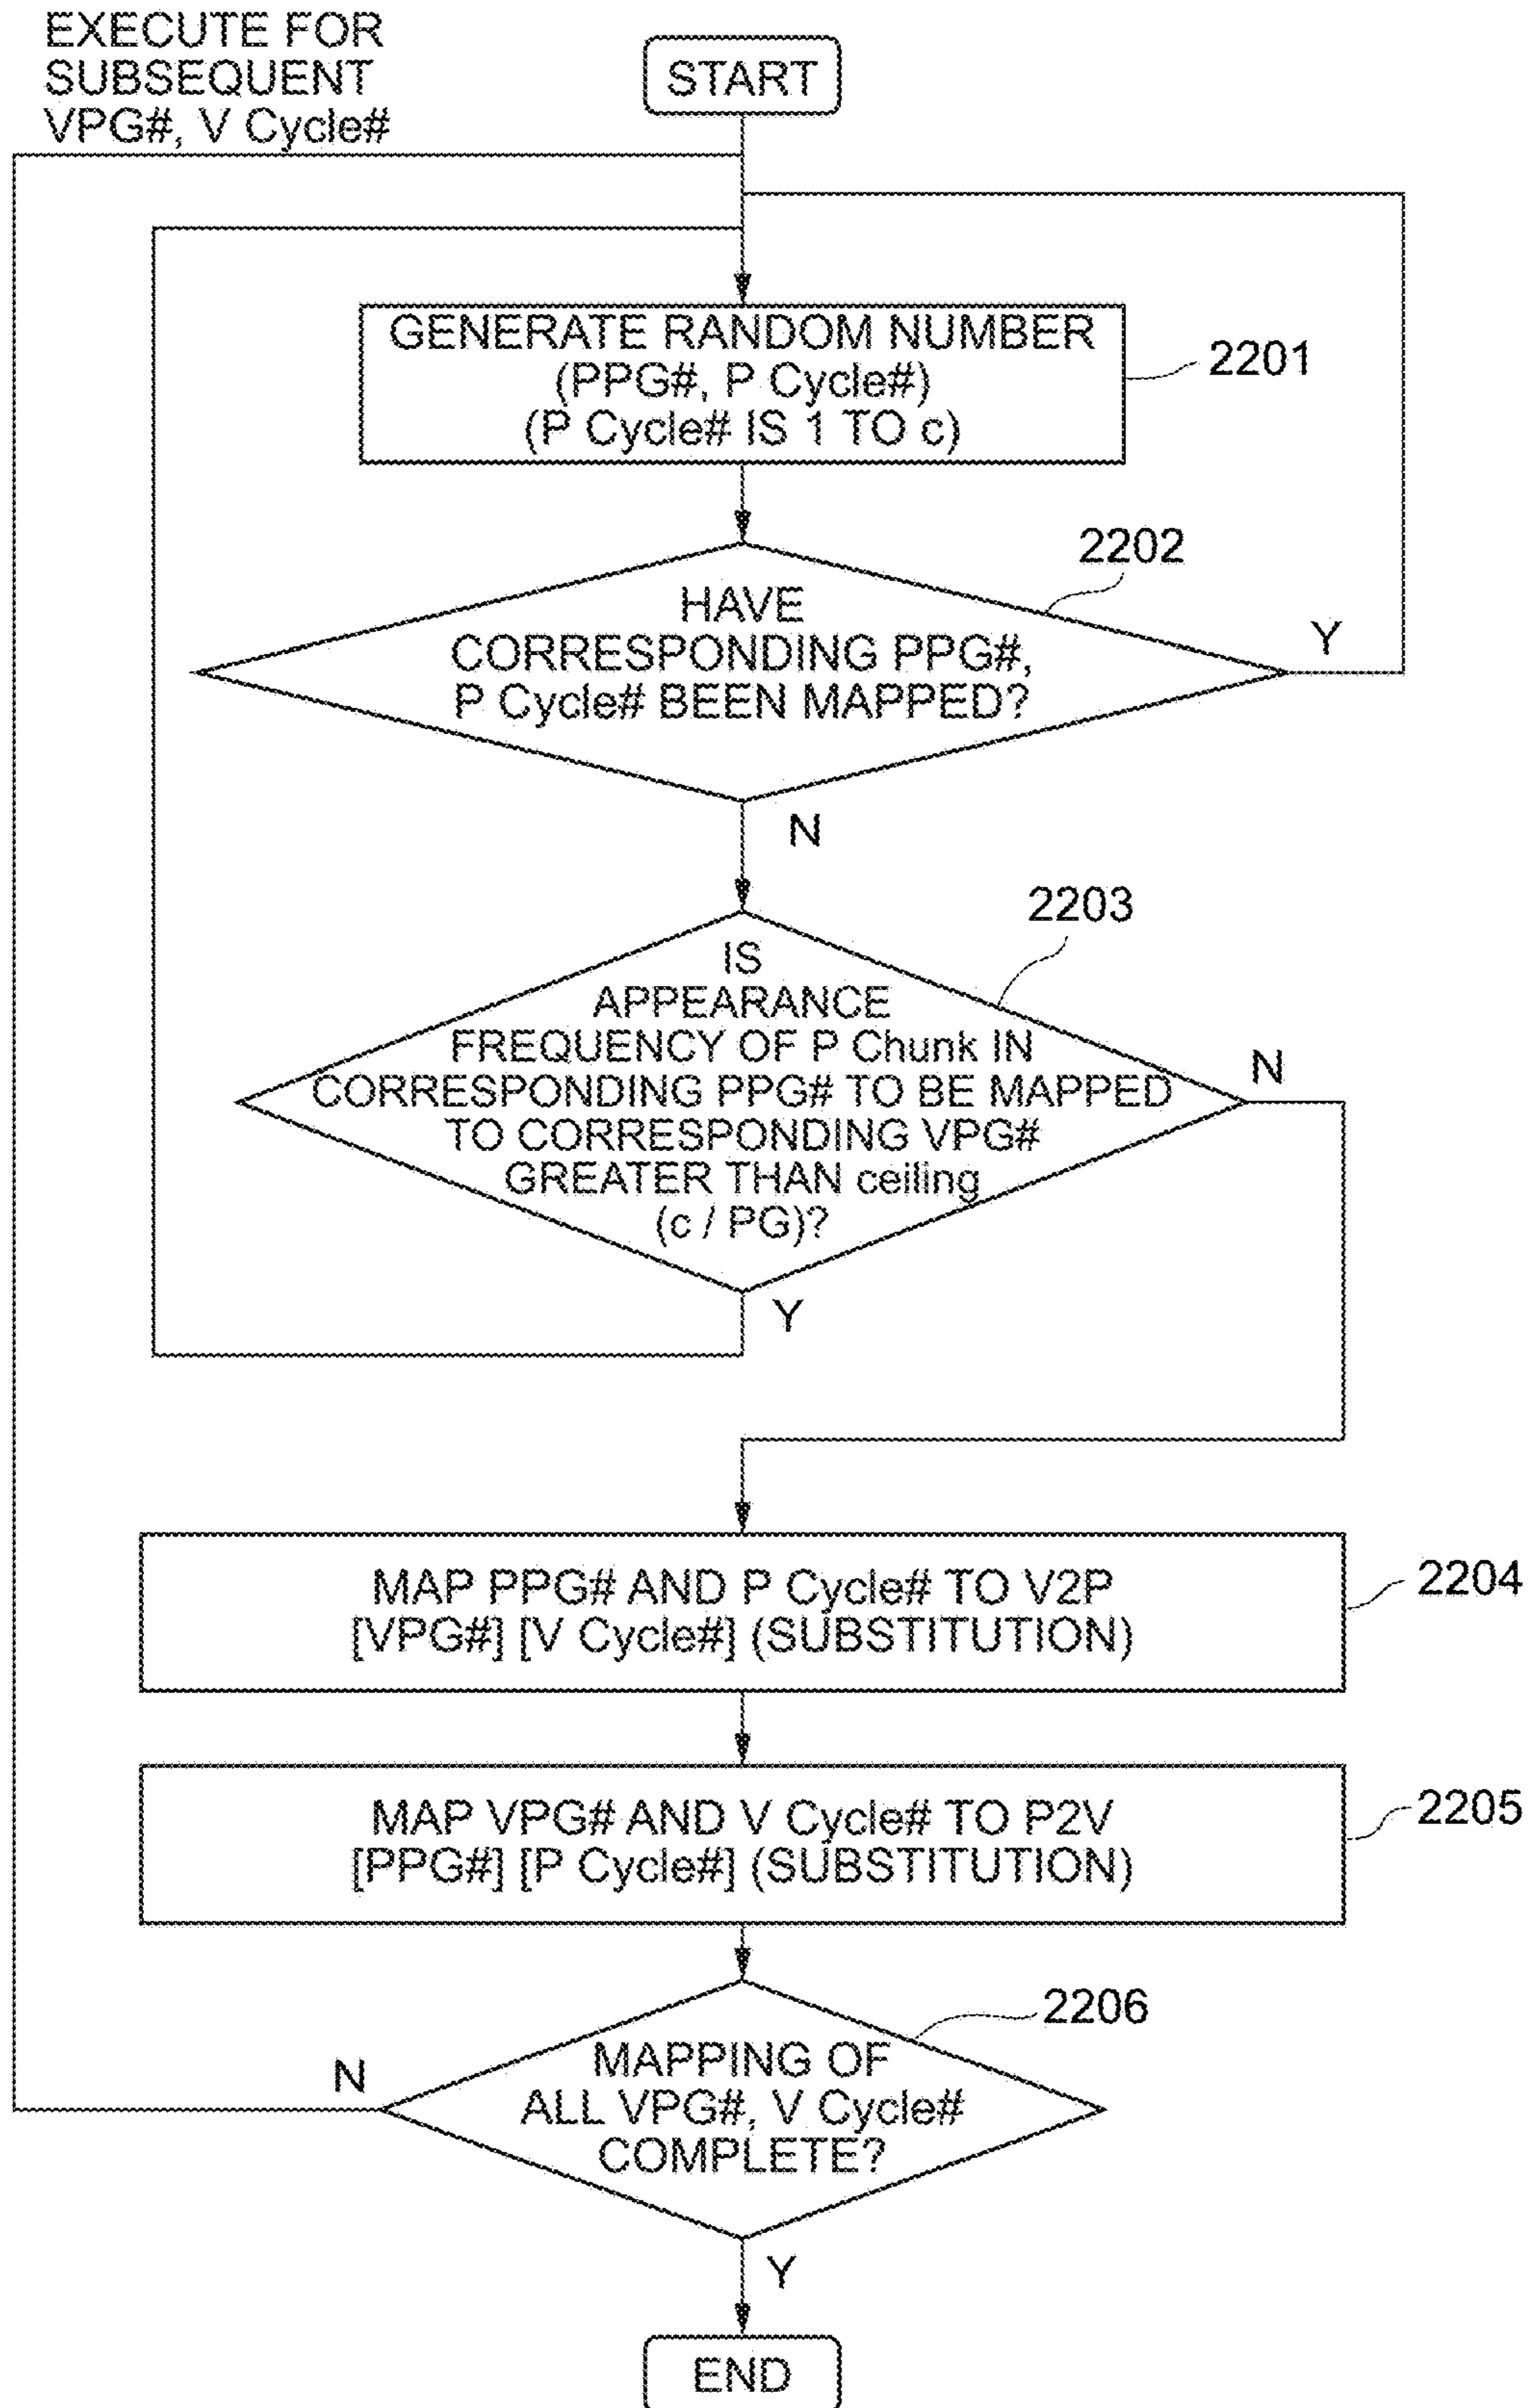 EXECUTE FOR
SUBSEQUENT
VPG#, V Cycle#
START
GENERATE RANDOM NUMBER
(PPG#, P Cycle#)
(P Cycle# IS 1 TO c)
2201
2202
HAVE
CORRESPONDING PPG#,
P Cycle# BEEN MAPPED?
Y
N
2203
IS
APPEARANCE
FREQUENCY OF P Chunk IN
CORRESPONDING PPG# TO BE MAPPED
TO CORRESPONDING VPG#
GREATER THAN ceiling
(c / PG)?
N
Y
MAP PPG# AND P Cycle# TO V2P
[VPG#] [V Cycle#] (SUBSTITUTION)
2204
MAP VPG# AND V Cycle# TO P2V
[PPG#] [P Cycle#] (SUBSTITUTION)
2205
2206
MAPPING OF
ALL VPG#, V Cycle#
COMPLETE?
N
Y
END